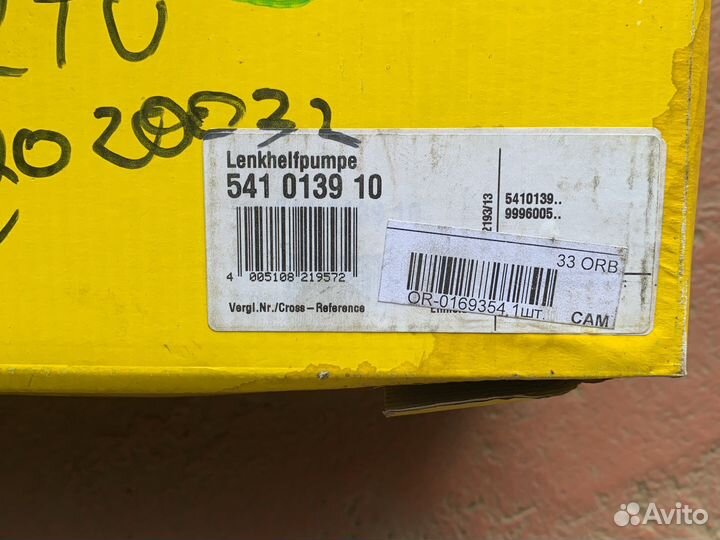 Lenkhelfpumpe
541 0139 10
4 005108 219572
Vergl.Nr./Cross-Reference
2193/13
5410139..
9996005..
33 ORB
OR-0169354, 1шт.
CAM
Avito